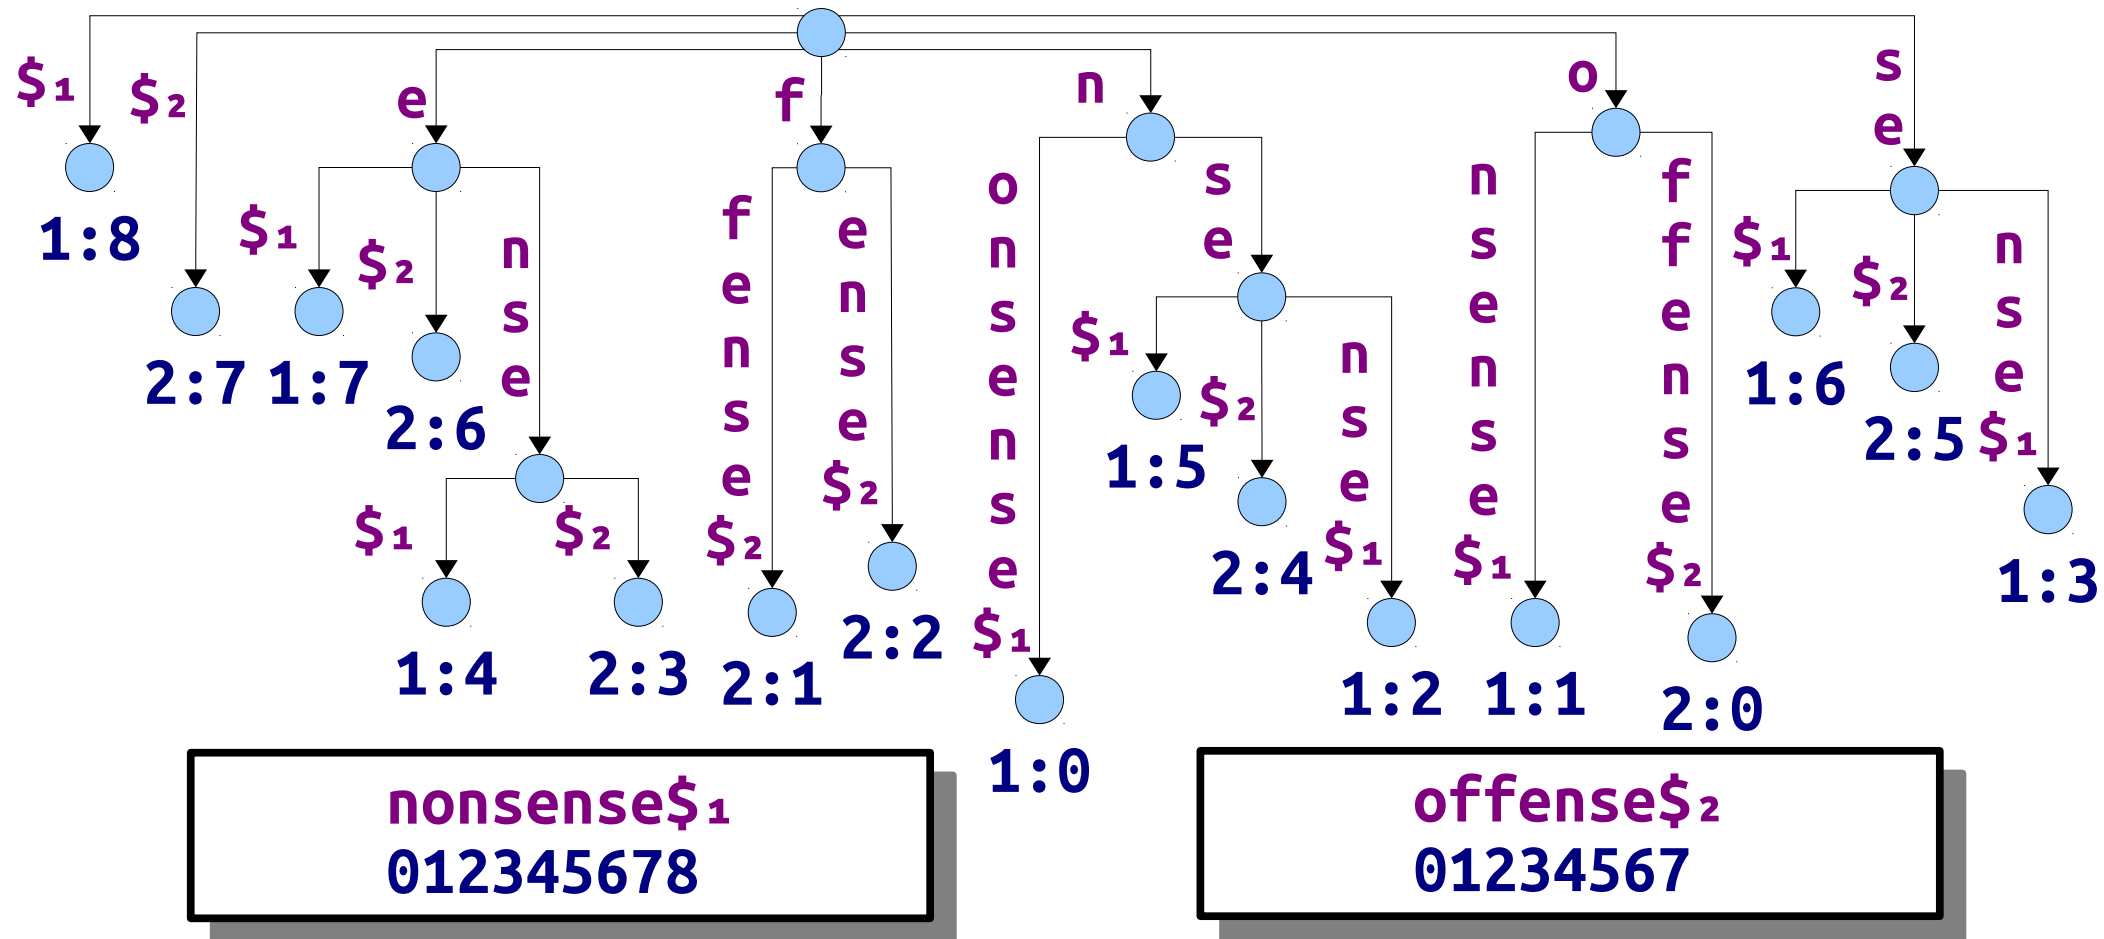 $₁
$₂
e
f
n
o
se
1:8
2:7
$₁
$₂
nse
1:7
2:6
$₁
$₂
1:4
2:3
fense$₂
ense$₂
2:1
2:2
onsense$₁
se
1:0
$₁
$₂
nse$₁
1:5
2:4
1:2
nsense$₁
ffense$₂
1:1
2:0
$₁
$₂
nse$₁
1:6
2:5
1:3
nonsense$₁
012345678
offense$₂
01234567